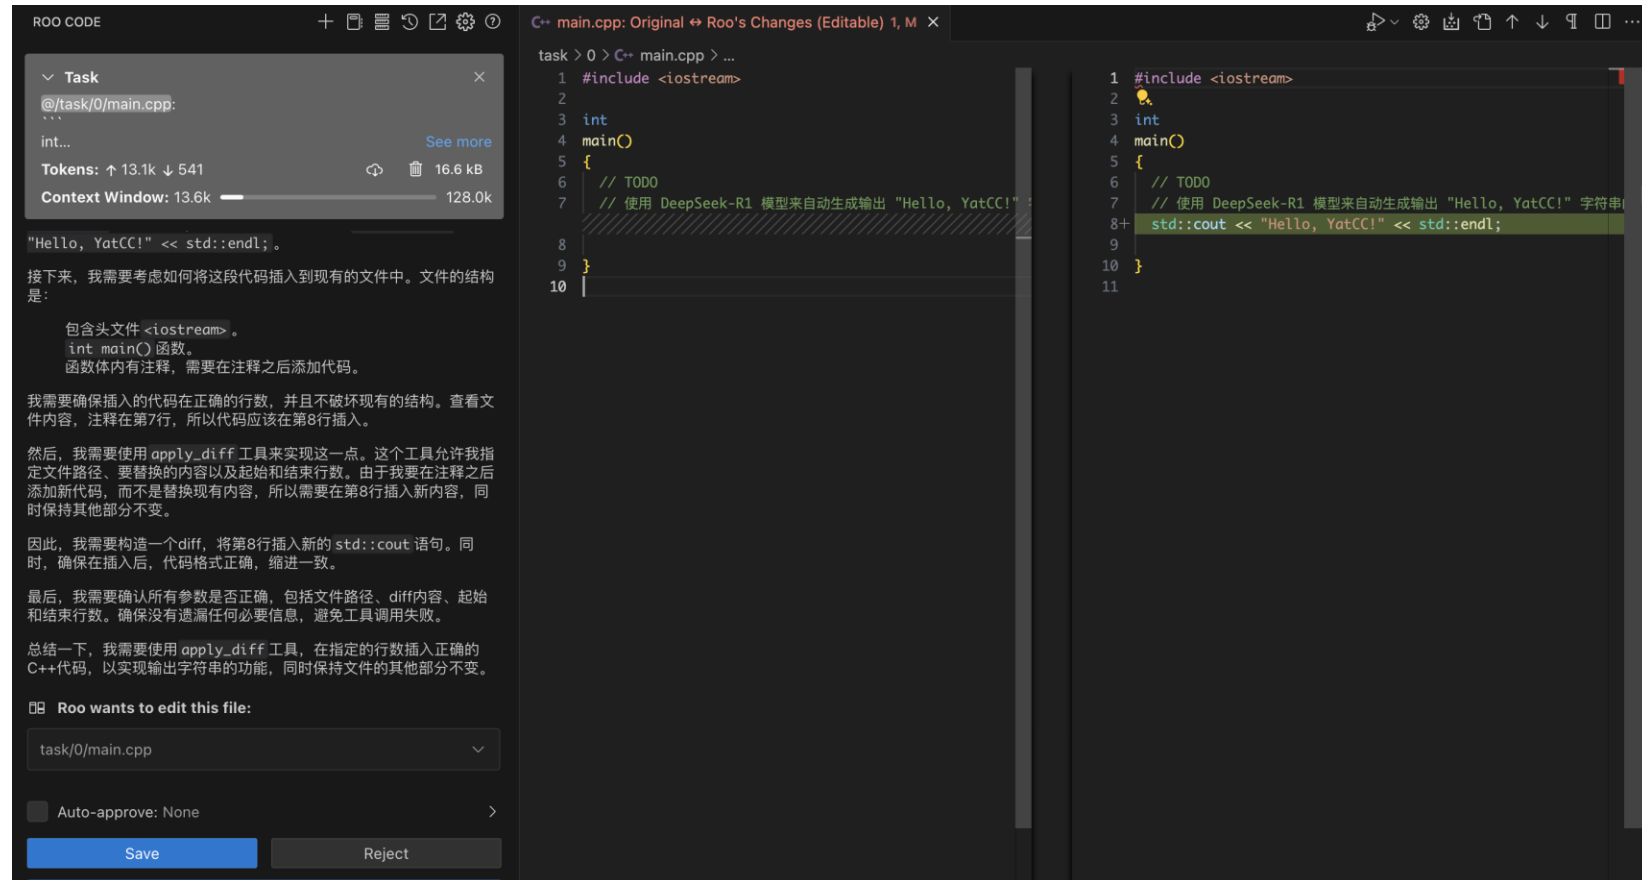 ROO CODE
Task
@/task/0/main.cpp:
```
int...
See more
Tokens: ↑ 13.1k ↓ 541
16.6 kB
Context Window: 13.6k
128.0k
"Hello, YatCC!" << std::endl; 。
接下来，我需要考虑如何将这段代码插入到现有的文件中。文件的结构
是：
包含头文件 <iostream> 。
int main() 函数。
函数体内有注释，需要在注释之后添加代码。
我需要确保插入的代码在正确的行数，并且不破坏现有的结构。查看文
件内容，注释在第7行，所以代码应该在第8行插入。
然后，我需要使用 apply_diff 工具来实现这一点。这个工具允许我指
定文件路径、要替换的内容以及起始和结束行数。由于我要在注释之后
添加新代码，而不是替换现有内容，所以需要在第8行插入新内容，同
时保持其他部分不变。
因此，我需要构造一个diff，将第8行插入新的 std::cout 语句。同
时，确保在插入后，代码格式正确，缩进一致。
最后，我需要确认所有参数是否正确，包括文件路径、diff内容、起始
和结束行数。确保没有遗漏任何必要信息，避免工具调用失败。
总结一下，我需要使用 apply_diff 工具，在指定的行数插入正确的
C++代码，以实现输出字符串的功能，同时保持文件的其他部分不变。
Roo wants to edit this file:
task/0/main.cpp
Auto-approve: None
Save
Reject
C++ main.cpp: Original ↔ Roo's Changes (Editable) 1, M
task > 0 > C++ main.cpp > ...
1 #include <iostream>
2
3 int
4 main()
5 {
6 // TODO
7 // 使用 DeepSeek-R1 模型来自动生成输出 "Hello, YatCC!"
8
9 }
10
1 #include <iostream>
2
3 int
4 main()
5 {
6 // TODO
7 // 使用 DeepSeek-R1 模型来自动生成输出 "Hello, YatCC!" 字符串
8+ std::cout << "Hello, YatCC!" << std::endl;
9
10 }
11